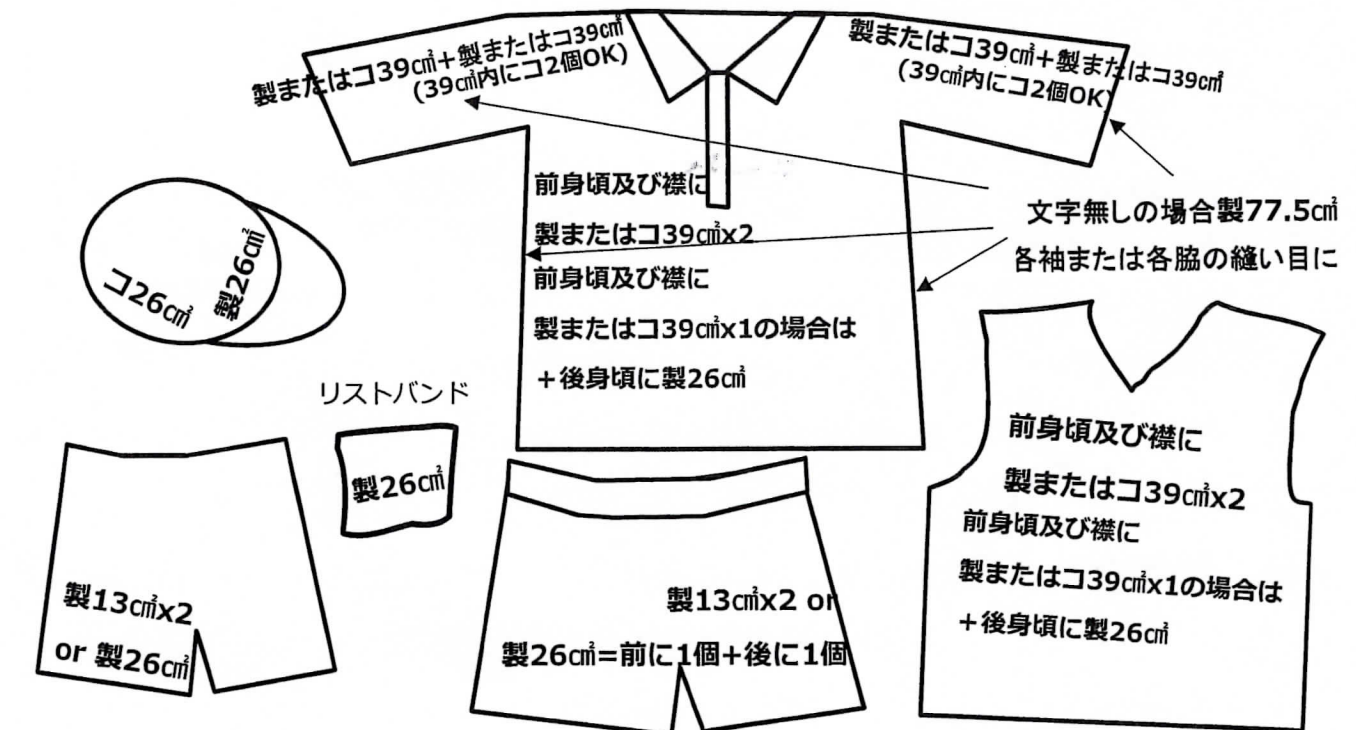 製またはコ39㎠+製またはコ39㎠
(39㎠内にコ2個OK)
製またはコ39㎠+製またはコ39㎠
(39㎠内にコ2個OK)
前身頃及び襟に
製またはコ39㎠x2
前身頃及び襟に
製またはコ39㎠x1の場合は
+後身頃に製26㎠
文字無しの場合製77.5㎠
各袖または各脇の縫い目に
コ26㎠
製26㎠
リストバンド
製26㎠
製13㎠x2
or 製26㎠
製13㎠x2 or
製26㎠=前に1個+後に1個
前身頃及び襟に
製またはコ39㎠x2
前身頃及び襟に
製またはコ39㎠x1の場合は
+後身頃に製26㎠